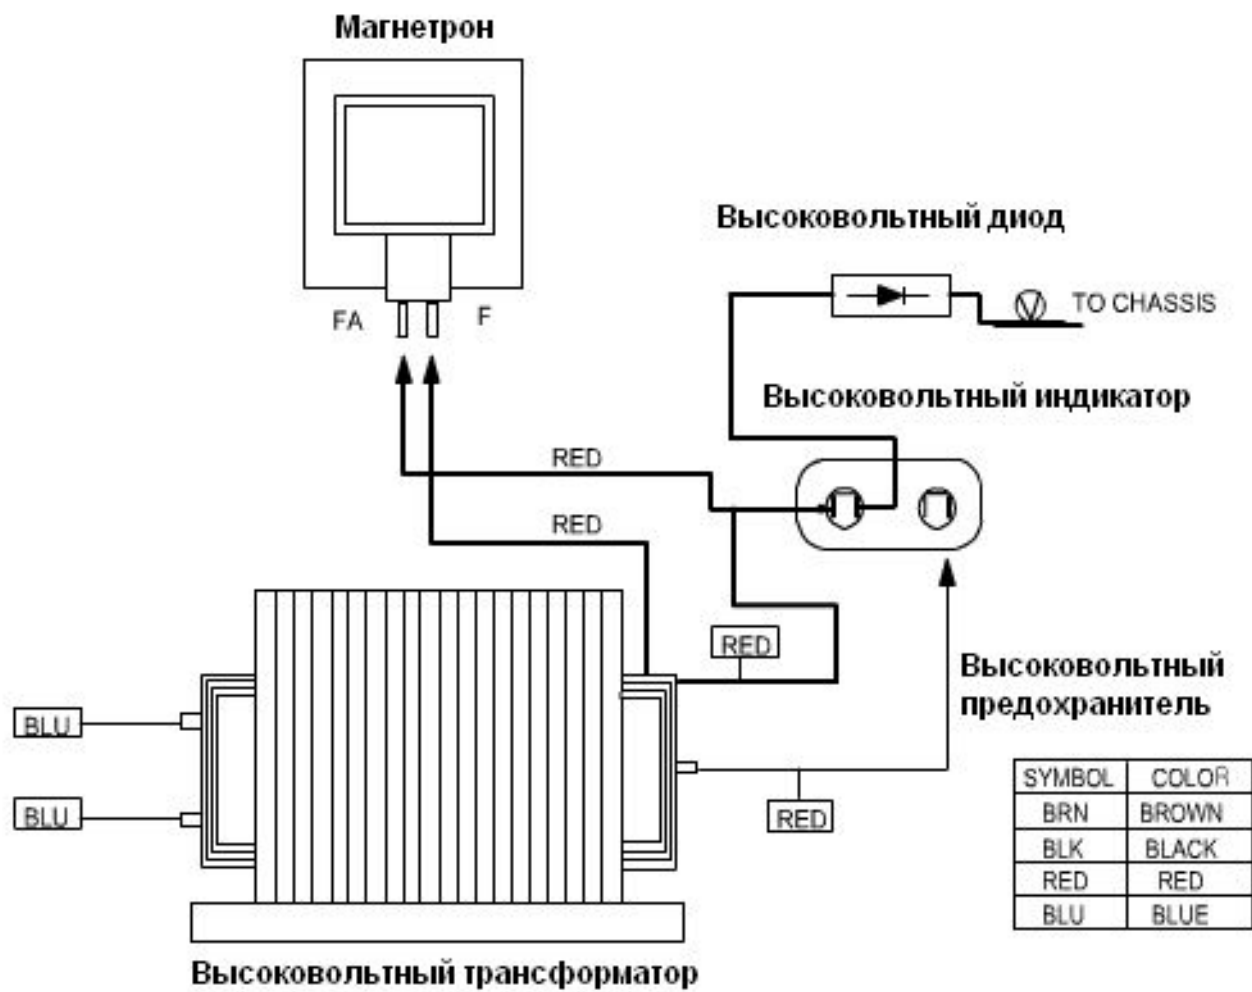 Магнетрон
Высоковольтный диод
FA
F
TO CHASSIS
Высоковольтный индикатор
RED
RED
RED
Высоковольтный
предохранитель
BLU
BLU
RED
SYMBOL COLOR
BRN BROWN
BLK BLACK
RED RED
BLU BLUE
Высоковольтный трансформатор